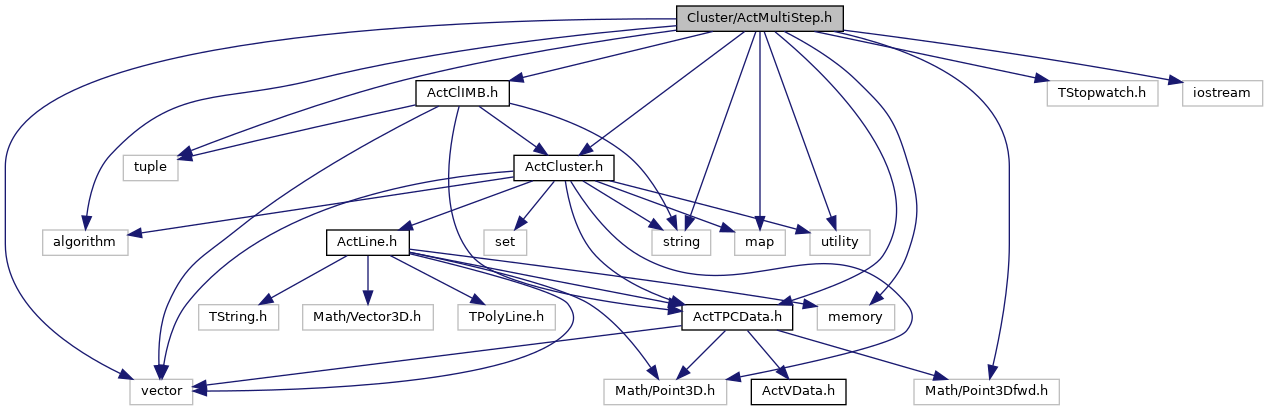 Cluster/ActMultiStep.h
ActClIMB.h
TStopwatch.h
iostream
tuple
ActCluster.h
algorithm
ActLine.h
set
string
map
utility
TString.h
Math/Vector3D.h
TPolyLine.h
ActTPCData.h
memory
vector
Math/Point3D.h
ActVData.h
Math/Point3Dfwd.h